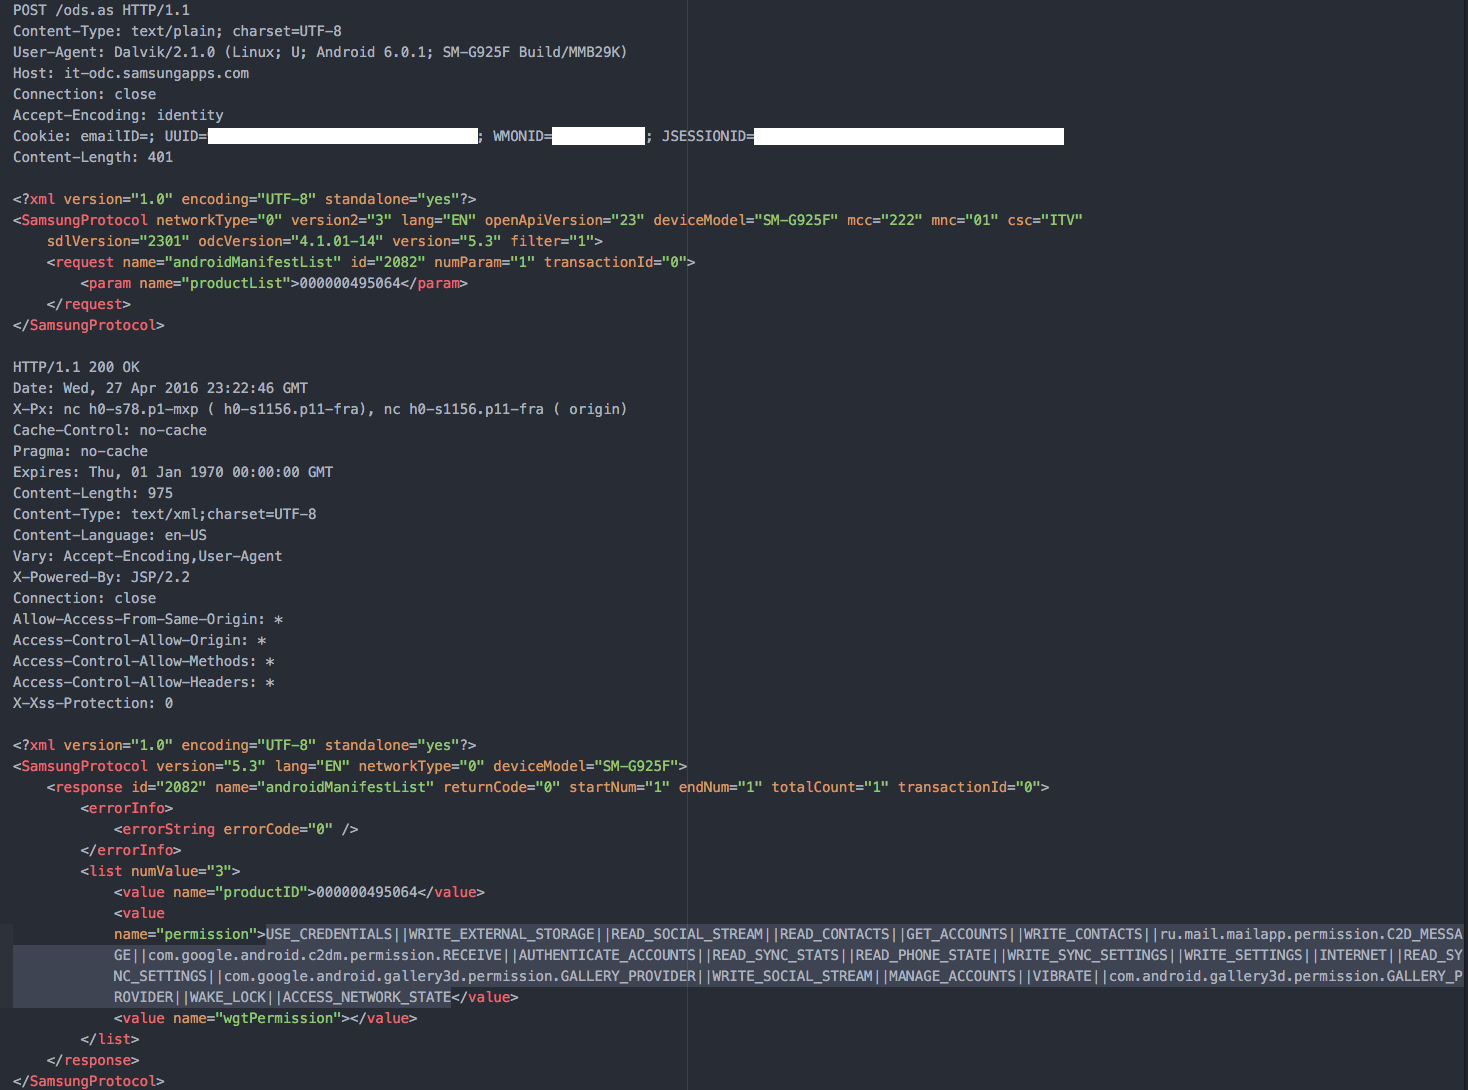 POST /ods.as HTTP/1.1
Content-Type: text/plain; charset=UTF-8
User-Agent: Dalvik/2.1.0 (Linux; U; Android 6.0.1; SM-G925F Build/MMB29K)
Host: it-odc.samsungapps.com
Connection: close
Accept-Encoding: identity
Cookie: emailID=; UUID= ; WMONID= ; JSESSIONID=
Content-Length: 401

<?xml version="1.0" encoding="UTF-8" standalone="yes"?>
<SamsungProtocol networkType="0" version2="3" lang="EN" openApiVersion="23" deviceModel="SM-G925F" mcc="222" mnc="01" csc="ITV"
    sdlVersion="2301" odcVersion="4.1.01-14" version="5.3" filter="1">
    <request name="androidManifestList" id="2082" numParam="1" transactionId="0">
        <param name="productList">000000495064</param>
    </request>
</SamsungProtocol>

HTTP/1.1 200 OK
Date: Wed, 27 Apr 2016 23:22:46 GMT
X-Px: nc h0-s78.p1-mxp ( h0-s1156.p11-fra), nc h0-s1156.p11-fra ( origin)
Cache-Control: no-cache
Pragma: no-cache
Expires: Thu, 01 Jan 1970 00:00:00 GMT
Content-Length: 975
Content-Type: text/xml;charset=UTF-8
Content-Language: en-US
Vary: Accept-Encoding,User-Agent
X-Powered-By: JSP/2.2
Connection: close
Allow-Access-From-Same-Origin: *
Access-Control-Allow-Origin: *
Access-Control-Allow-Methods: *
Access-Control-Allow-Headers: *
X-Xss-Protection: 0

<?xml version="1.0" encoding="UTF-8" standalone="yes"?>
<SamsungProtocol version="5.3" lang="EN" networkType="0" deviceModel="SM-G925F">
    <response id="2082" name="androidManifestList" returnCode="0" startNum="1" endNum="1" totalCount="1" transactionId="0">
        <errorInfo>
            <errorString errorCode="0" />
        </errorInfo>
        <list numValue="3">
            <value name="productID">000000495064</value>
            <value
            name="permission">USE_CREDENTIALS||WRITE_EXTERNAL_STORAGE||READ_SOCIAL_STREAM||READ_CONTACTS||GET_ACCOUNTS||WRITE_CONTACTS||ru.mail.mailapp.permission.C2D_MESSA
            GE||com.google.android.c2dm.permission.RECEIVE||AUTHENTICATE_ACCOUNTS||READ_SYNC_STATS||READ_PHONE_STATE||WRITE_SYNC_SETTINGS||WRITE_SETTINGS||INTERNET||READ_SY
            NC_SETTINGS||com.google.android.gallery3d.permission.GALLERY_PROVIDER||WRITE_SOCIAL_STREAM||MANAGE_ACCOUNTS||VIBRATE||com.android.gallery3d.permission.GALLERY_P
            ROVIDER||WAKE_LOCK||ACCESS_NETWORK_STATE</value>
            <value name="wgtPermission"></value>
        </list>
    </response>
</SamsungProtocol>